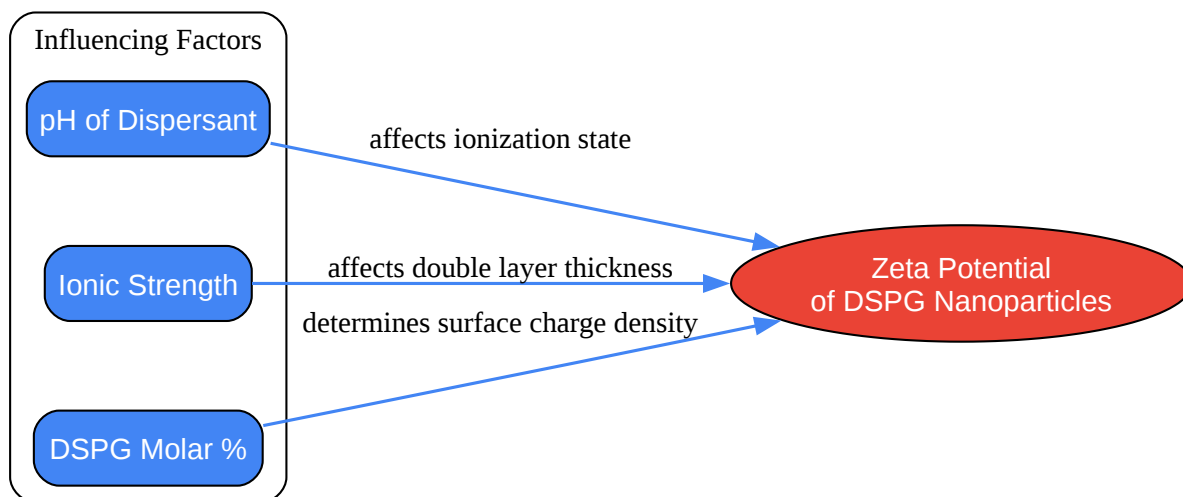 Influencing Factors
pH of Dispersant
affects ionization state
Ionic Strength
affects double layer thickness
Zeta Potential
of DSPG Nanoparticles
determines surface charge density
DSPG Molar %